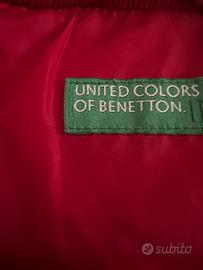 UNITED COLORS
OF BENETTON.
subito